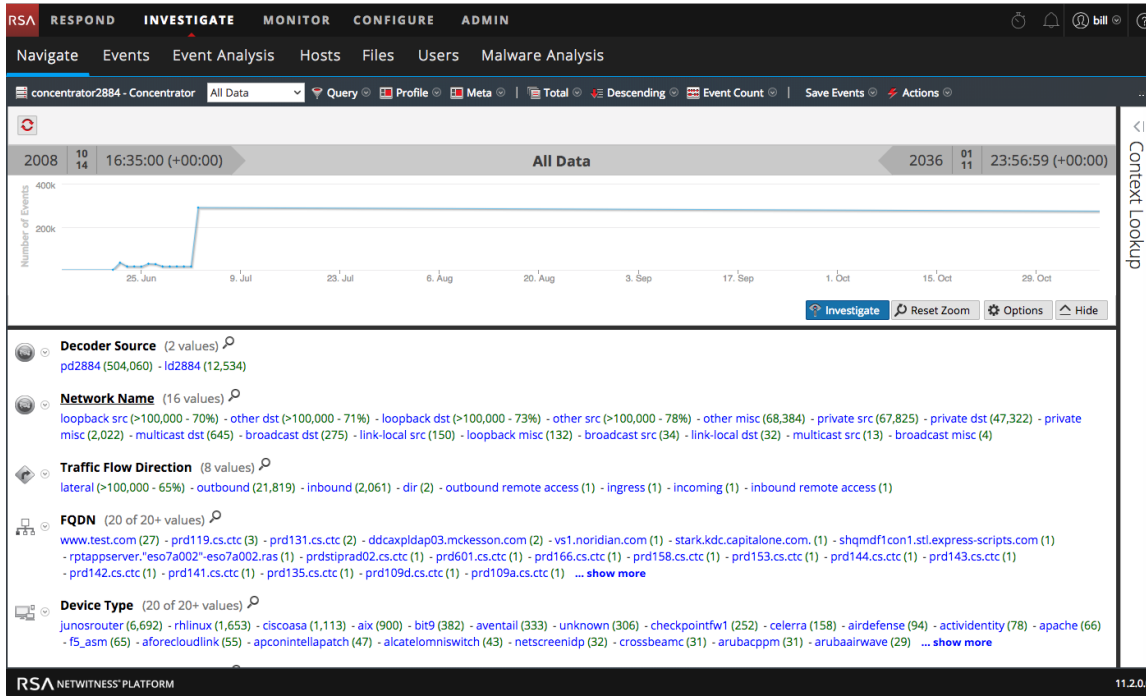 RSA RESPOND INVESTIGATE MONITOR CONFIGURE ADMIN bill
Navigate Events Event Analysis Hosts Files Users Malware Analysis
concentrator2884 - Concentrator All Data Query Profile Meta | Total Descending Event Count | Save Events Actions
2008 10 14 16:35:00 (+00:00) All Data 2036 01 11 23:56:59 (+00:00)
Context Lookup
Number of Events
400k
200k
25. Jun 9. Jul 23. Jul 6. Aug 20. Aug 3. Sep 17. Sep 1. Oct 15. Oct 29. Oct
Investigate Reset Zoom Options Hide
Decoder Source (2 values)
pd2884 (504,060) - ld2884 (12,534)
Network Name (16 values)
loopback src (>100,000 - 70%) - other dst (>100,000 - 71%) - loopback dst (>100,000 - 73%) - other src (>100,000 - 78%) - other misc (68,384) - private src (67,825) - private dst (47,322) - private
misc (2,022) - multicast dst (645) - broadcast dst (275) - link-local src (150) - loopback misc (132) - broadcast src (34) - link-local dst (32) - multicast src (13) - broadcast misc (4)
Traffic Flow Direction (8 values)
lateral (>100,000 - 65%) - outbound (21,819) - inbound (2,061) - dir (2) - outbound remote access (1) - ingress (1) - incoming (1) - inbound remote access (1)
FQDN (20 of 20+ values)
www.test.com (27) - prd119.cs.ctc (3) - prd131.cs.ctc (2) - ddcaxpldap03.mckesson.com (2) - vs1.noridian.com (1) - stark.kdc.capitalone.com. (1) - shqmdf1con1.stl.express-scripts.com (1)
- rptappserver."eso7a002"-eso7a002.ras (1) - prdstiprad02.cs.ctc (1) - prd601.cs.ctc (1) - prd166.cs.ctc (1) - prd158.cs.ctc (1) - prd153.cs.ctc (1) - prd144.cs.ctc (1) - prd143.cs.ctc (1)
- prd142.cs.ctc (1) - prd141.cs.ctc (1) - prd135.cs.ctc (1) - prd109d.cs.ctc (1) - prd109a.cs.ctc (1) ... show more
Device Type (20 of 20+ values)
junosrouter (6,692) - rhlinux (1,653) - ciscoasa (1,113) - aix (900) - bit9 (382) - aventail (333) - unknown (306) - checkpointfw1 (252) - celerra (158) - airdefense (94) - actividentity (78) - apache (66)
- f5_asm (65) - aforecloudlink (55) - apconintellapatch (47) - alcatelomniswitch (43) - netscreenidp (32) - crossbeamc (31) - arubacppm (31) - arubaairwave (29) ... show more
RSA NETWITNESS® PLATFORM 11.2.0.